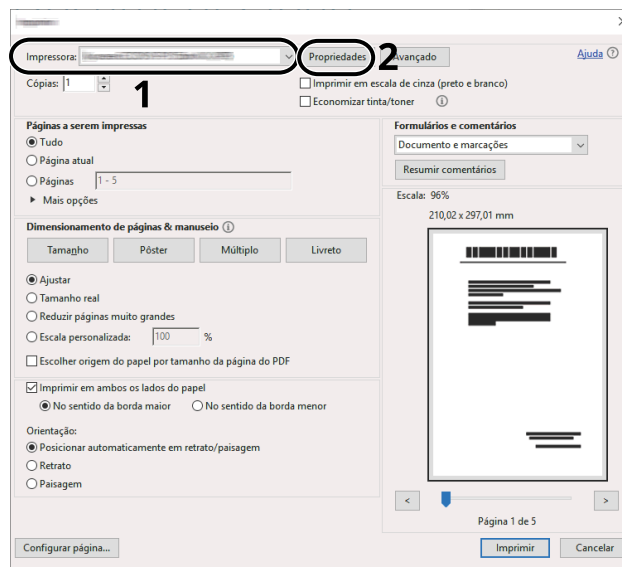 Impressora:
Propriedades
2
Avançado
Ajuda
Cópias: 1
1
Imprimir em escala de cinza (preto e branco)
Economizar tinta/toner
Páginas a serem impressas
Tudo
Página atual
Páginas 1 - 5
Mais opções
Formulários e comentários
Documento e marcações
Resumir comentários
Escala: 96%
210,02 x 297,01 mm
Dimensionamento de páginas & manuseio
Tamanho Pôster Múltiplo Livreto
Ajustar
Tamanho real
Reduzir páginas muito grandes
Escala personalizada: 100 %
Escolher origem do papel por tamanho da página do PDF
Imprimir em ambos os lados do papel
No sentido da borda maior No sentido da borda menor
Orientação:
Posicionar automaticamente em retrato/paisagem
Retrato
Paisagem
< >
Página 1 de 5
Configurar página...
Imprimir Cancelar